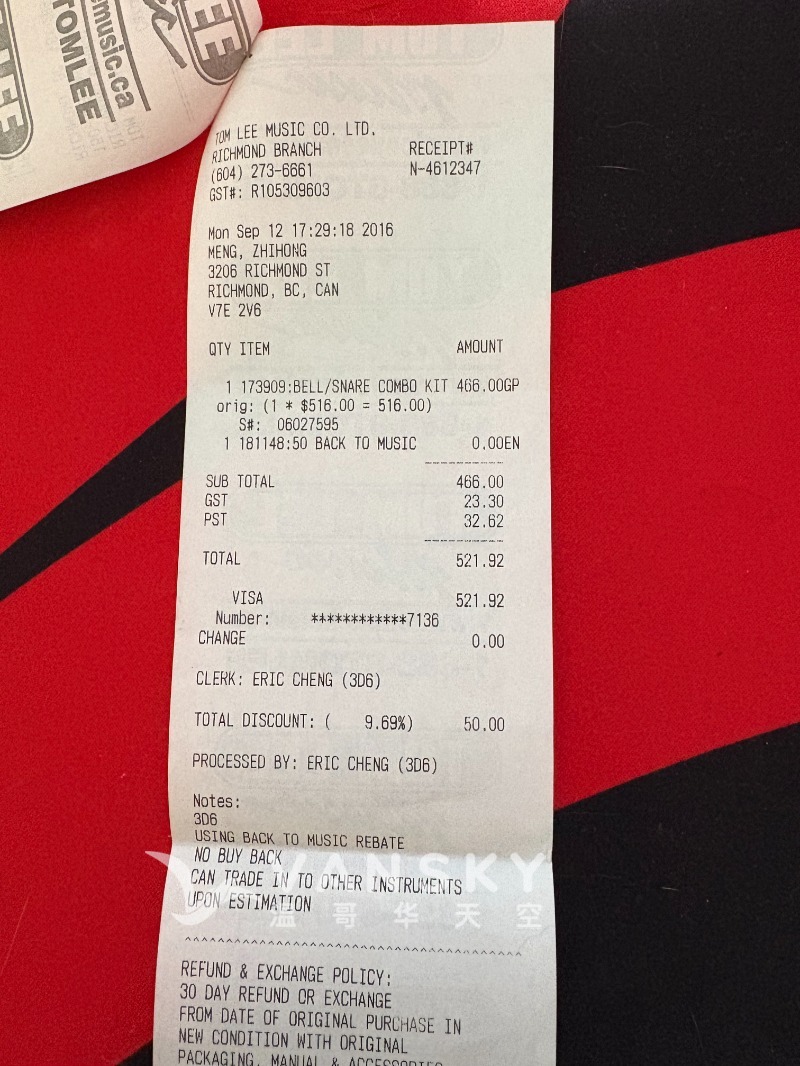 LEE
emusic.ca
TOMLEE
LEE
TOM LEE MUSIC CO. LTD.
RICHMOND BRANCH RECEIPT#
(604) 273-6661 N-4612347
GST#: R105309603
Mon Sep 12 17:29:18 2016
MENG, ZHIHONG
3206 RICHMOND ST
RICHMOND, BC, CAN
V7E 2V6
QTY ITEM AMOUNT
1 173909:BELL/SNARE COMBO KIT 466.00GP
orig: (1 * $516.00 = 516.00)
S#: 06027595
1 181148:50 BACK TO MUSIC 0.00EN
----------
SUB TOTAL 466.00
GST 23.30
PST 32.62
----------
TOTAL 521.92
VISA 521.92
Number: ************7136
CHANGE 0.00
CLERK: ERIC CHENG (3D6)
TOTAL DISCOUNT: ( 9.69%) 50.00
PROCESSED BY: ERIC CHENG (3D6)
Notes:
3D6
USING BACK TO MUSIC REBATE
NO BUY BACK
CAN TRADE IN TO OTHER INSTRUMENTS
UPON ESTIMATION
VANSKY
温哥华天空
^^^^^^^^^^^^^^^^^^^^^^^^^^^^^^^^^^^^^^^^
REFUND & EXCHANGE POLICY:
30 DAY REFUND OR EXCHANGE
FROM DATE OF ORIGINAL PURCHASE IN
NEW CONDITION WITH ORIGINAL
PACKAGING, MANUAL & ACCESSORIES